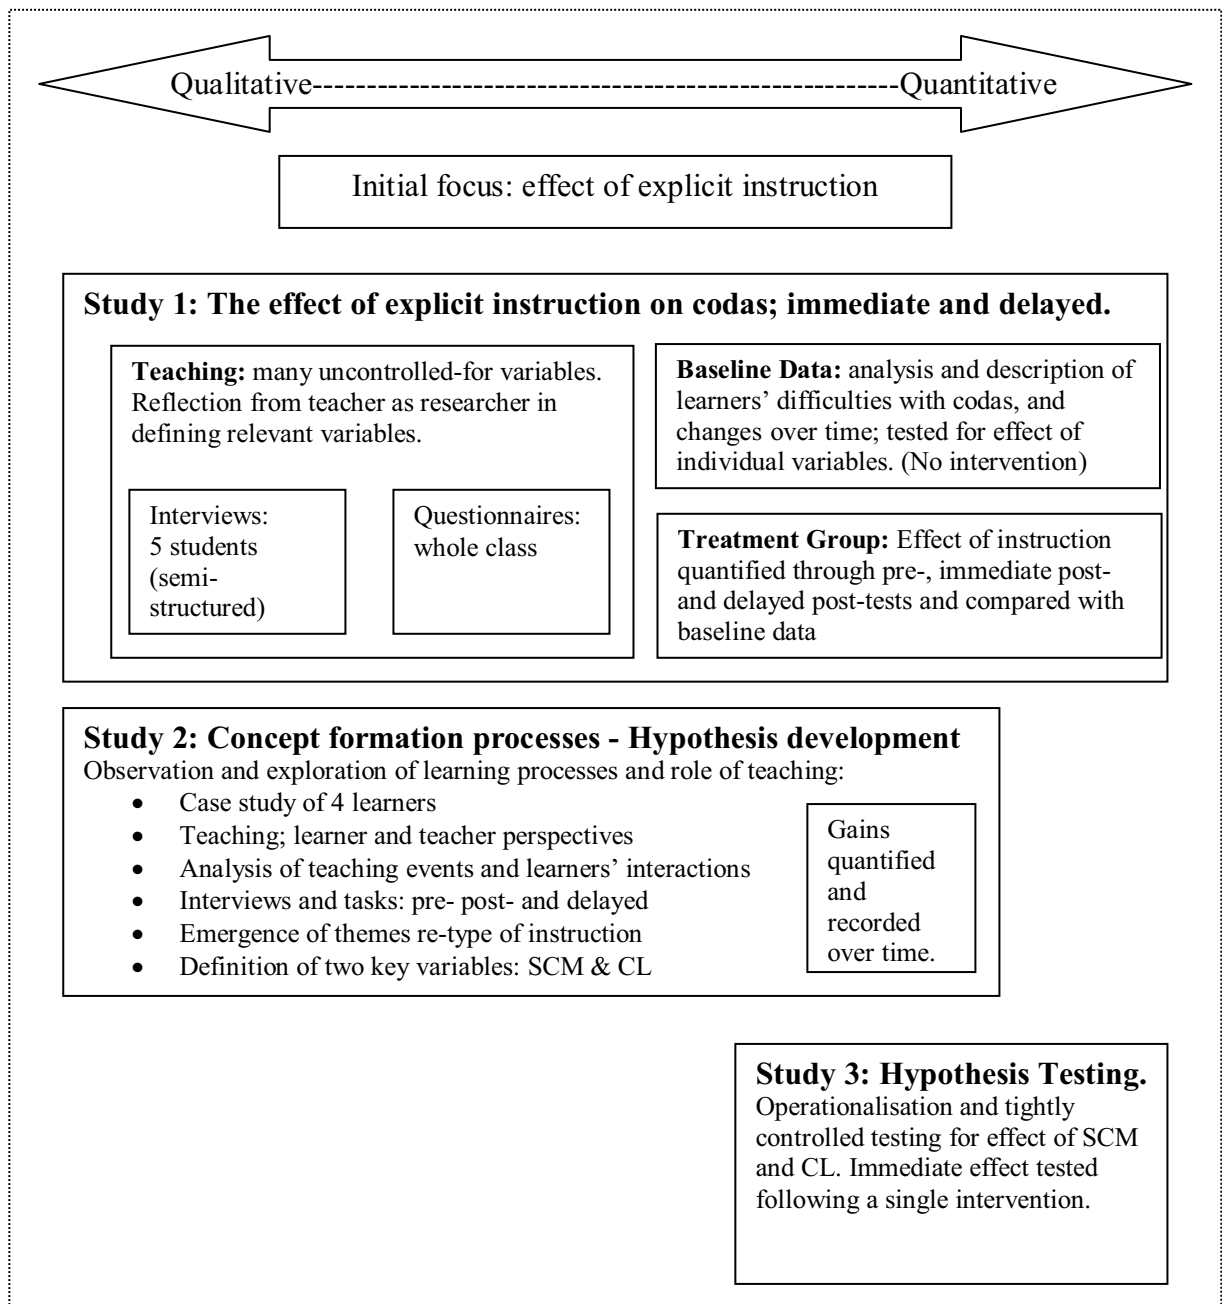 Qualitative------------------------------------------------------Quantitative
Initial focus: effect of explicit instruction
Study 1: The effect of explicit instruction on codas; immediate and delayed.
Teaching: many uncontrolled-for variables.
Reflection from teacher as researcher in
defining relevant variables.
Interviews:
5 students
(semi-
structured)
Questionnaires:
whole class
Baseline Data: analysis and description of
learners’ difficulties with codas, and
changes over time; tested for effect of
individual variables. (No intervention)
Treatment Group: Effect of instruction
quantified through pre-, immediate post-
and delayed post-tests and compared with
baseline data
Study 2: Concept formation processes - Hypothesis development
Observation and exploration of learning processes and role of teaching:
• Case study of 4 learners
• Teaching; learner and teacher perspectives
• Analysis of teaching events and learners’ interactions
• Interviews and tasks: pre- post- and delayed
• Emergence of themes re-type of instruction
• Definition of two key variables: SCM & CL
Gains
quantified
and
recorded
over time.
Study 3: Hypothesis Testing.
Operationalisation and tightly
controlled testing for effect of SCM
and CL. Immediate effect tested
following a single intervention.